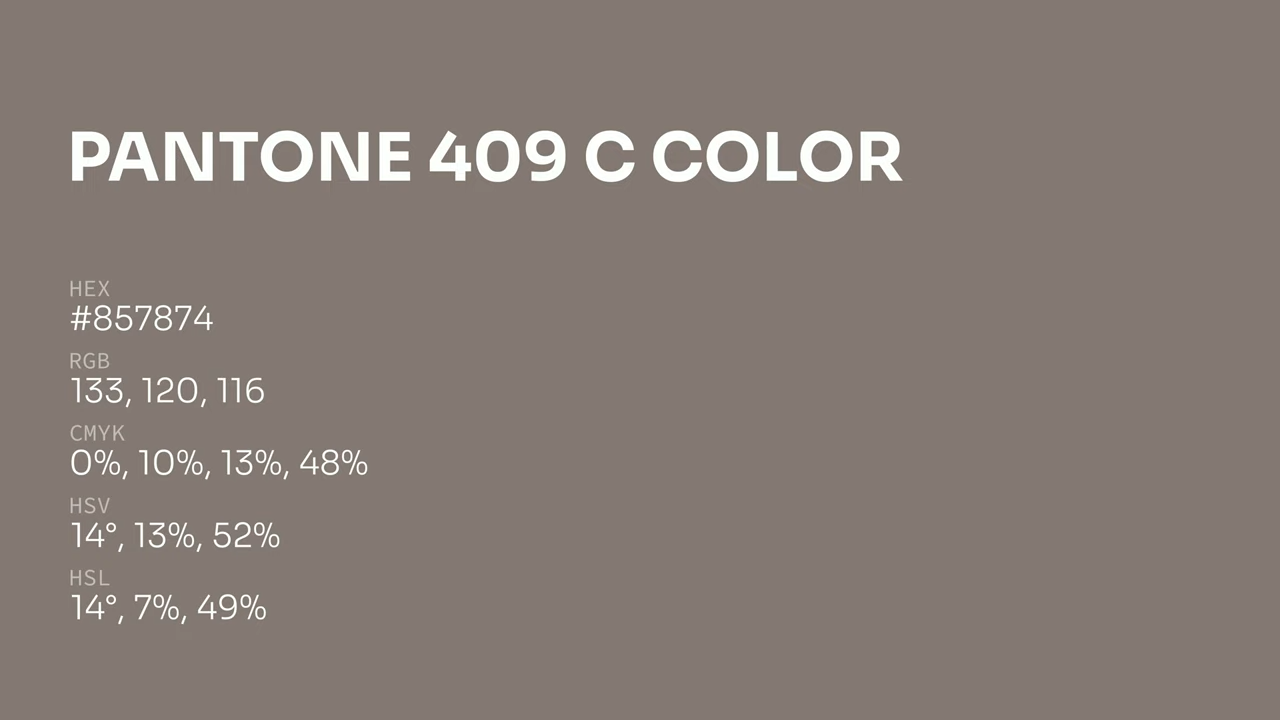 PANTONE 409 C COLOR
HEX
#857874
RGB
133, 120, 116
CMYK
0%, 10%, 13%, 48%
HSV
14°, 13%, 52%
HSL
14°, 7%, 49%